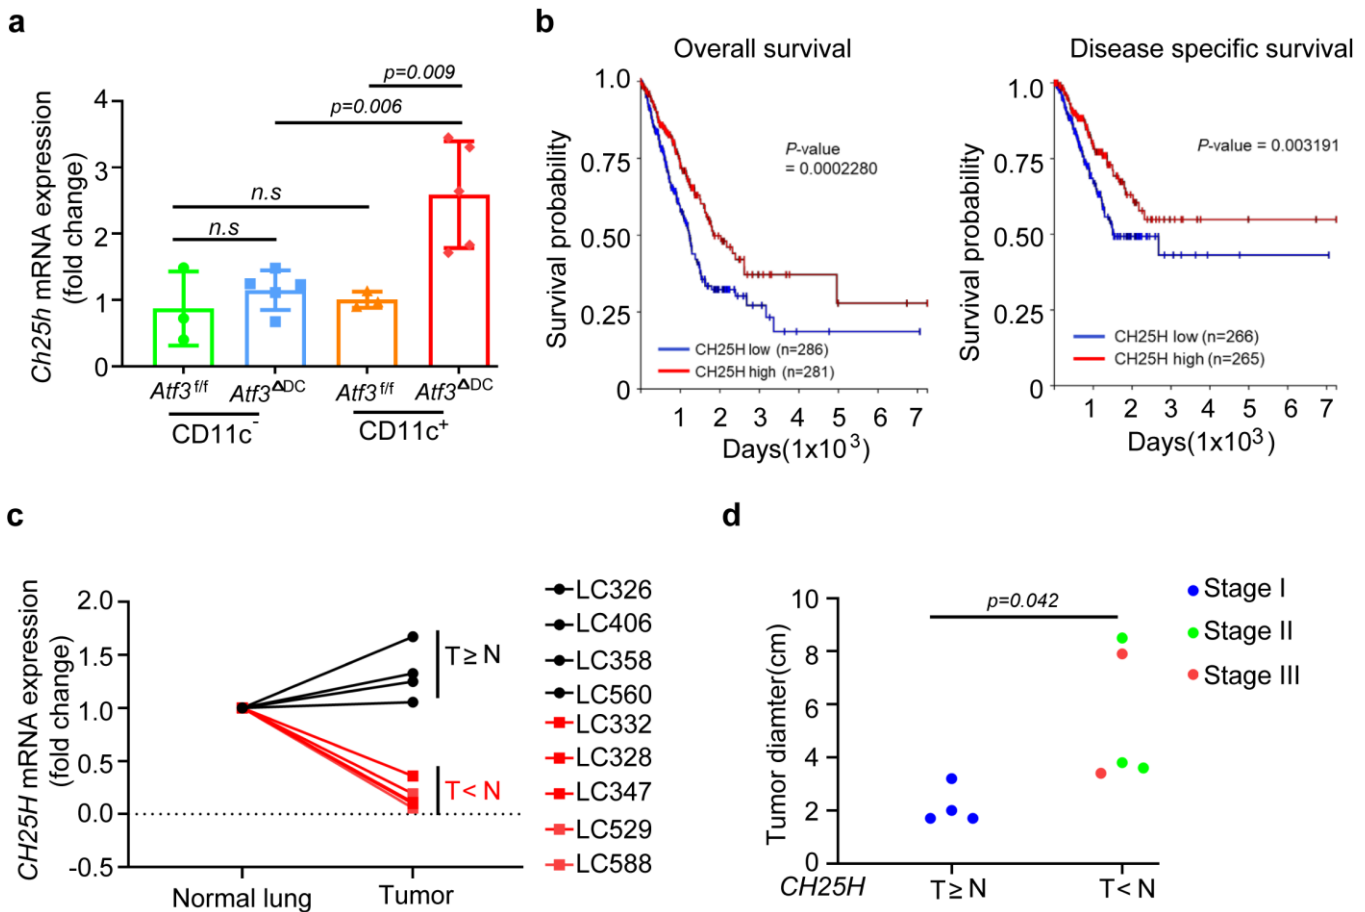 a
Ch25h mRNA expression
(fold change)
4
3
2
1
0
p=0.009
p=0.006
n.s
n.s
Atf3 f/f
Atf3 ΔDC
Atf3 f/f
Atf3 ΔDC
CD11c-
CD11c+
b
Overall survival
Survival probability
1.0
0.75
0.50
0.25
0
P-value
= 0.0002280
CH25H low (n=286)
CH25H high (n=281)
1 2 3 4 5 6 7
Days(1x10³)
Disease specific survival
Survival probability
1.0
0.75
0.50
0.25
0
P-value = 0.003191
CH25H low (n=266)
CH25H high (n=265)
1 2 3 4 5 6 7
Days(1x10³)
c
CH25H mRNA expression
(fold change)
2.0
1.5
1.0
0.5
0.0
-0.5
T ≥ N
T < N
Normal lung
Tumor
LC326
LC406
LC358
LC560
LC332
LC328
LC347
LC529
LC588
d
Tumor diamter(cm)
10
8
6
4
2
0
p=0.042
CH25H
T ≥ N
T < N
Stage I
Stage II
Stage III